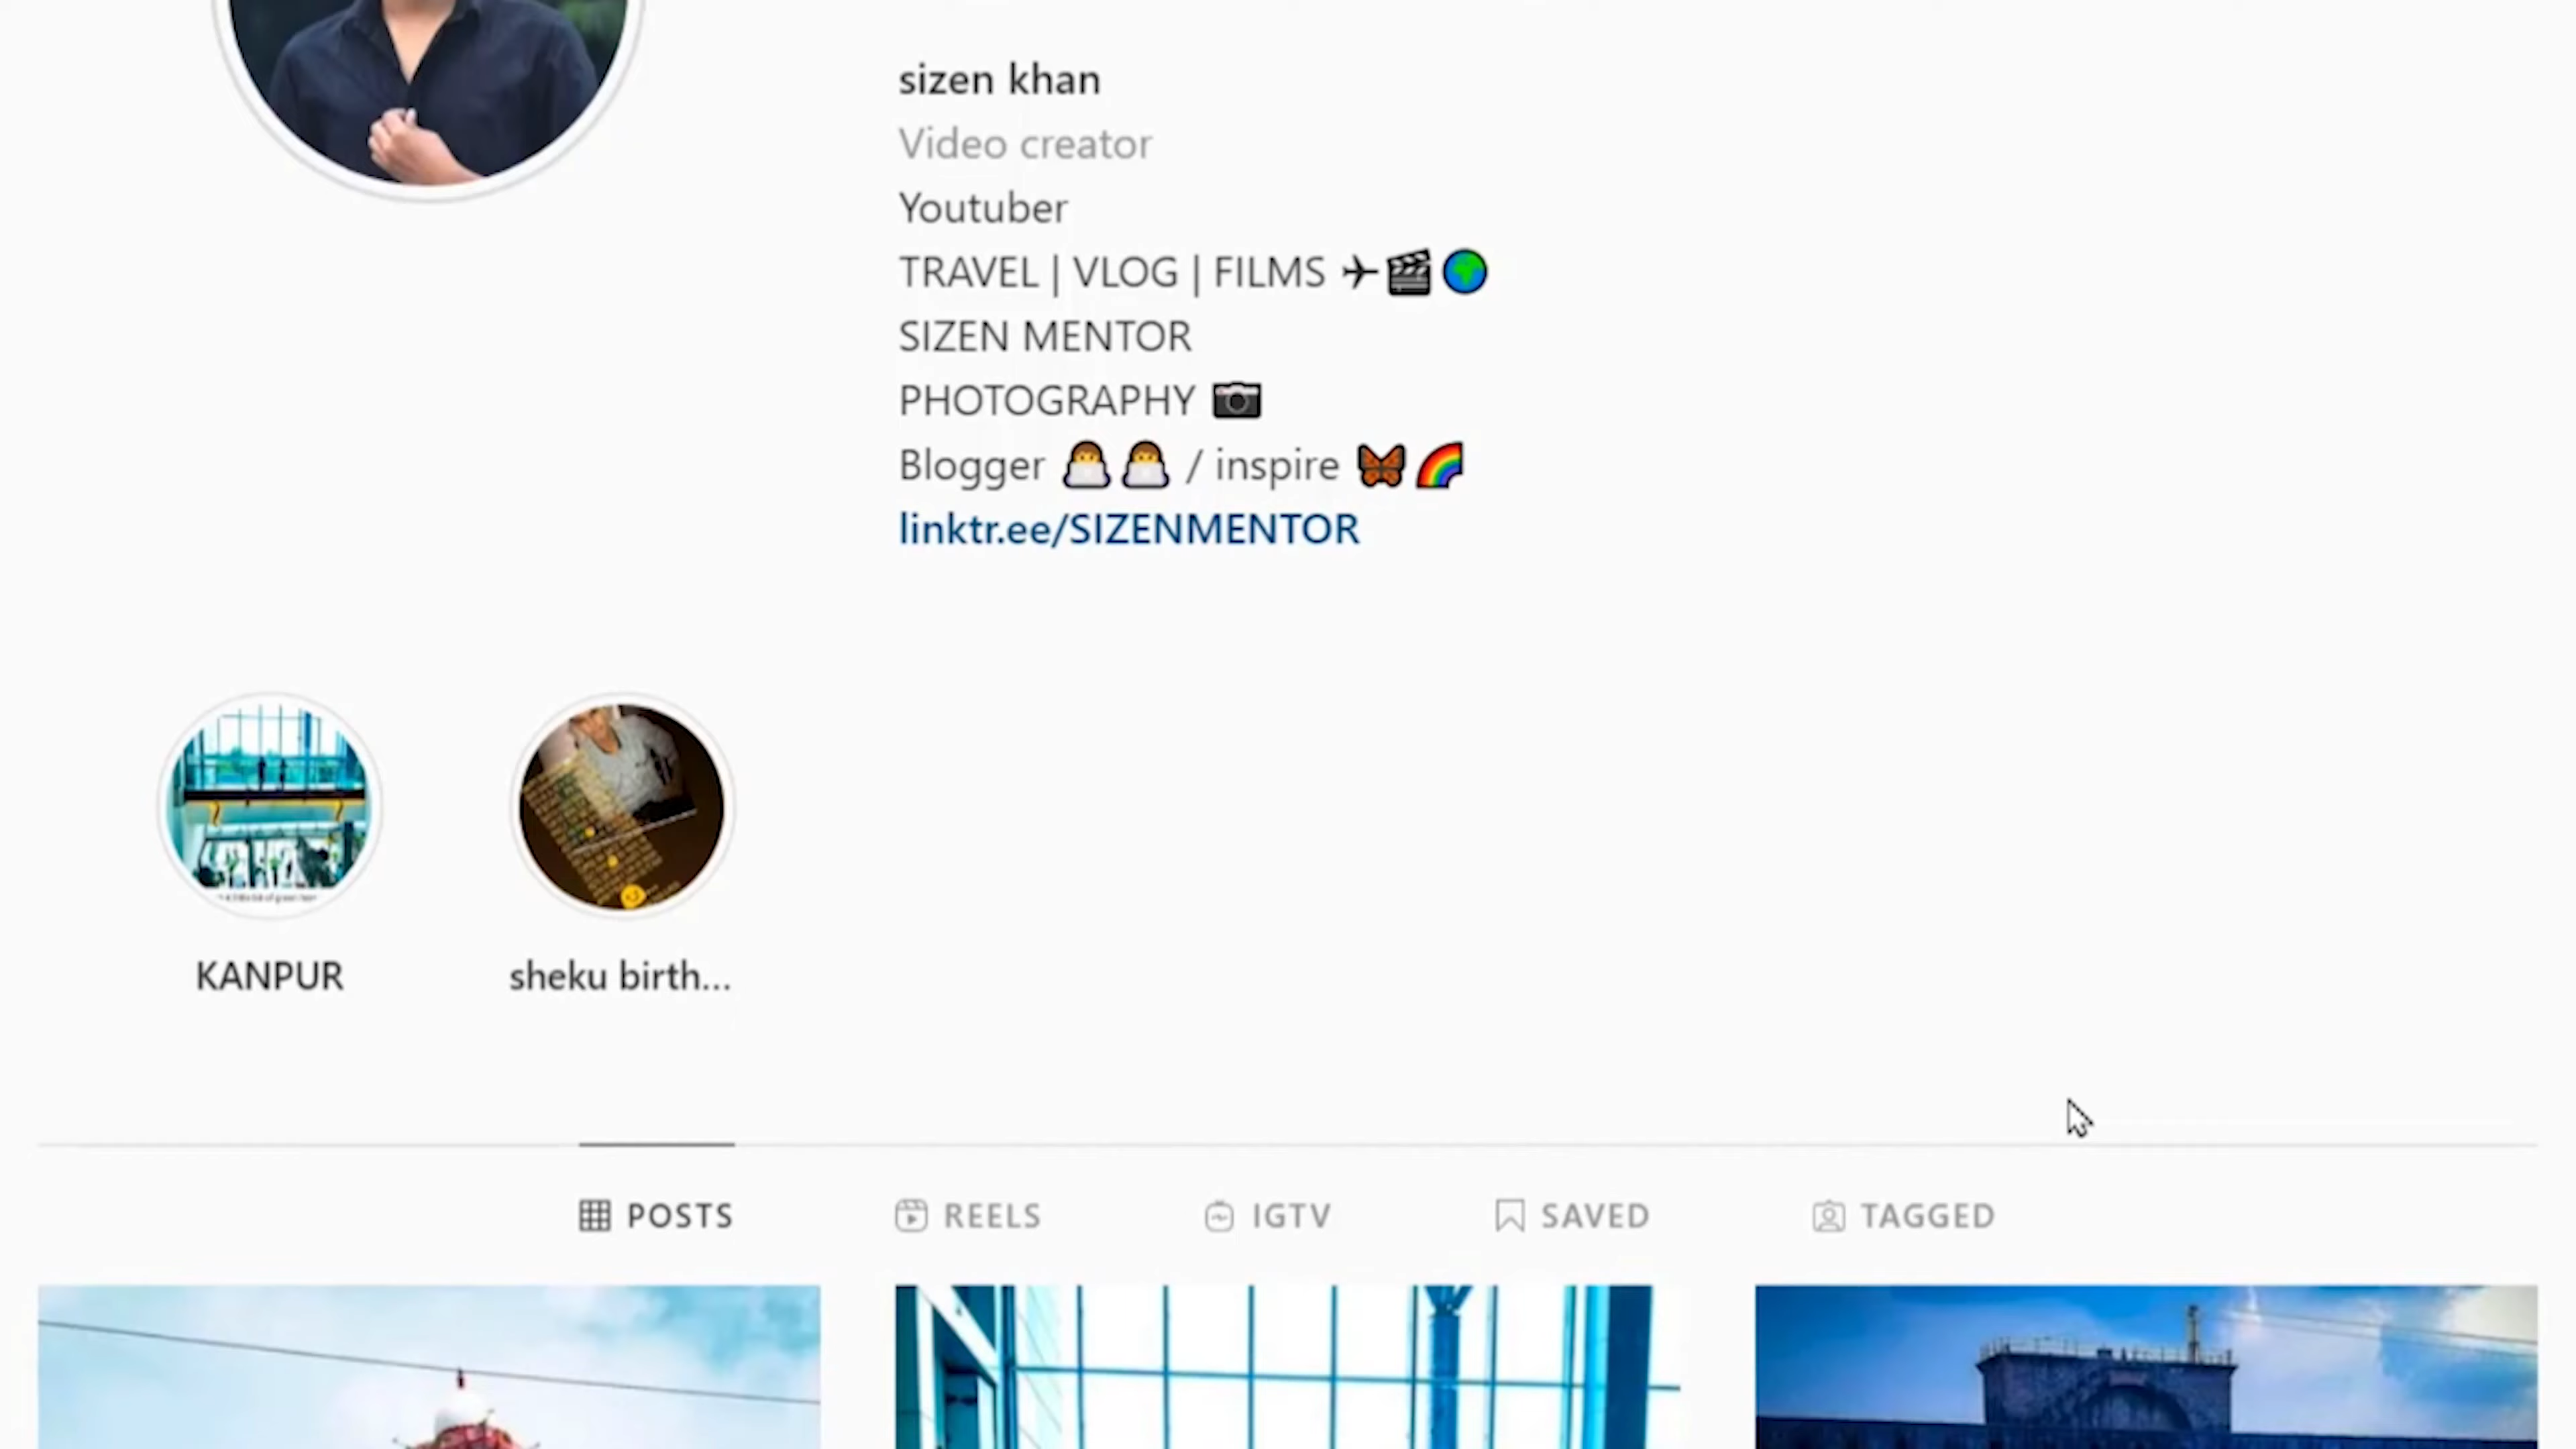 sizen khan
Video creator
Youtuber
TRAVEL | VLOG | FILMS ✈🎬🌍
SIZEN MENTOR
PHOTOGRAPHY 📷
Blogger 👨‍💻👨‍💻 / inspire 🦋🌈
linktr.ee/SIZENMENTOR
KANPUR
sheku birth...
POSTS
REELS
IGTV
SAVED
TAGGED